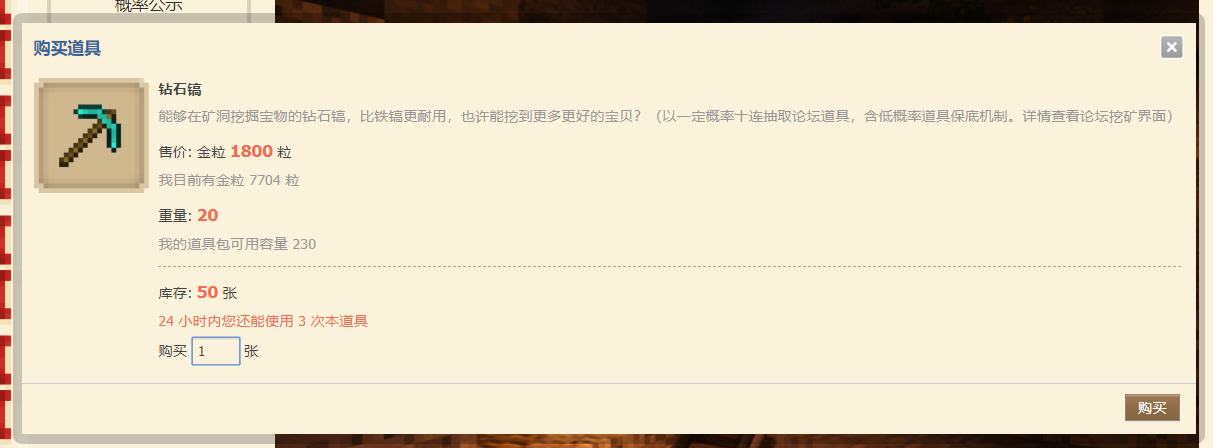 概率公示
购买道具
钻石镐
能够在矿洞挖掘宝物的钻石镐，比铁镐更耐用，也许能挖到更多更好的宝贝？（以一定概率十连抽取论坛道具，含低概率道具保底机制。详情查看论坛挖矿界面）
售价: 金粒 1800 粒
我目前有金粒 7704 粒
重量: 20
我的道具包可用容量 230
库存: 50 张
24 小时内您还能使用 3 次本道具
购买 1 张
购买